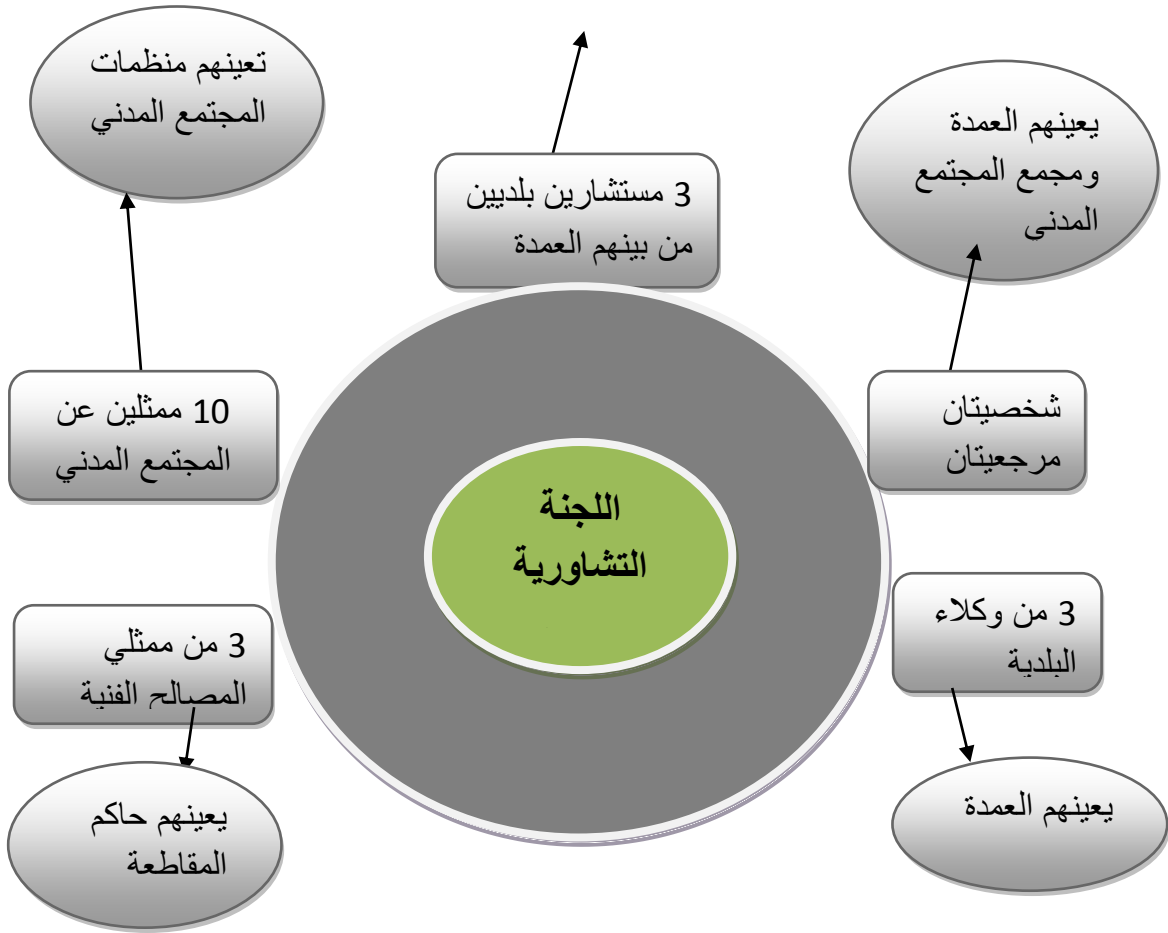 تعينهم منظمات
المجتمع المدني
يعينهم العمدة
ومجمع المجتمع
المدني
3 مستشارين بلديين
من بينهم العمدة
10 ممثلين عن
المجتمع المدني
شخصيتان
مرجعيتان
اللجنة
التشاورية
3 من وكلاء
البلدية
3 من ممثلي
المصالح الفنية
يعينهم العمدة
يعينهم حاكم
المقاطعة